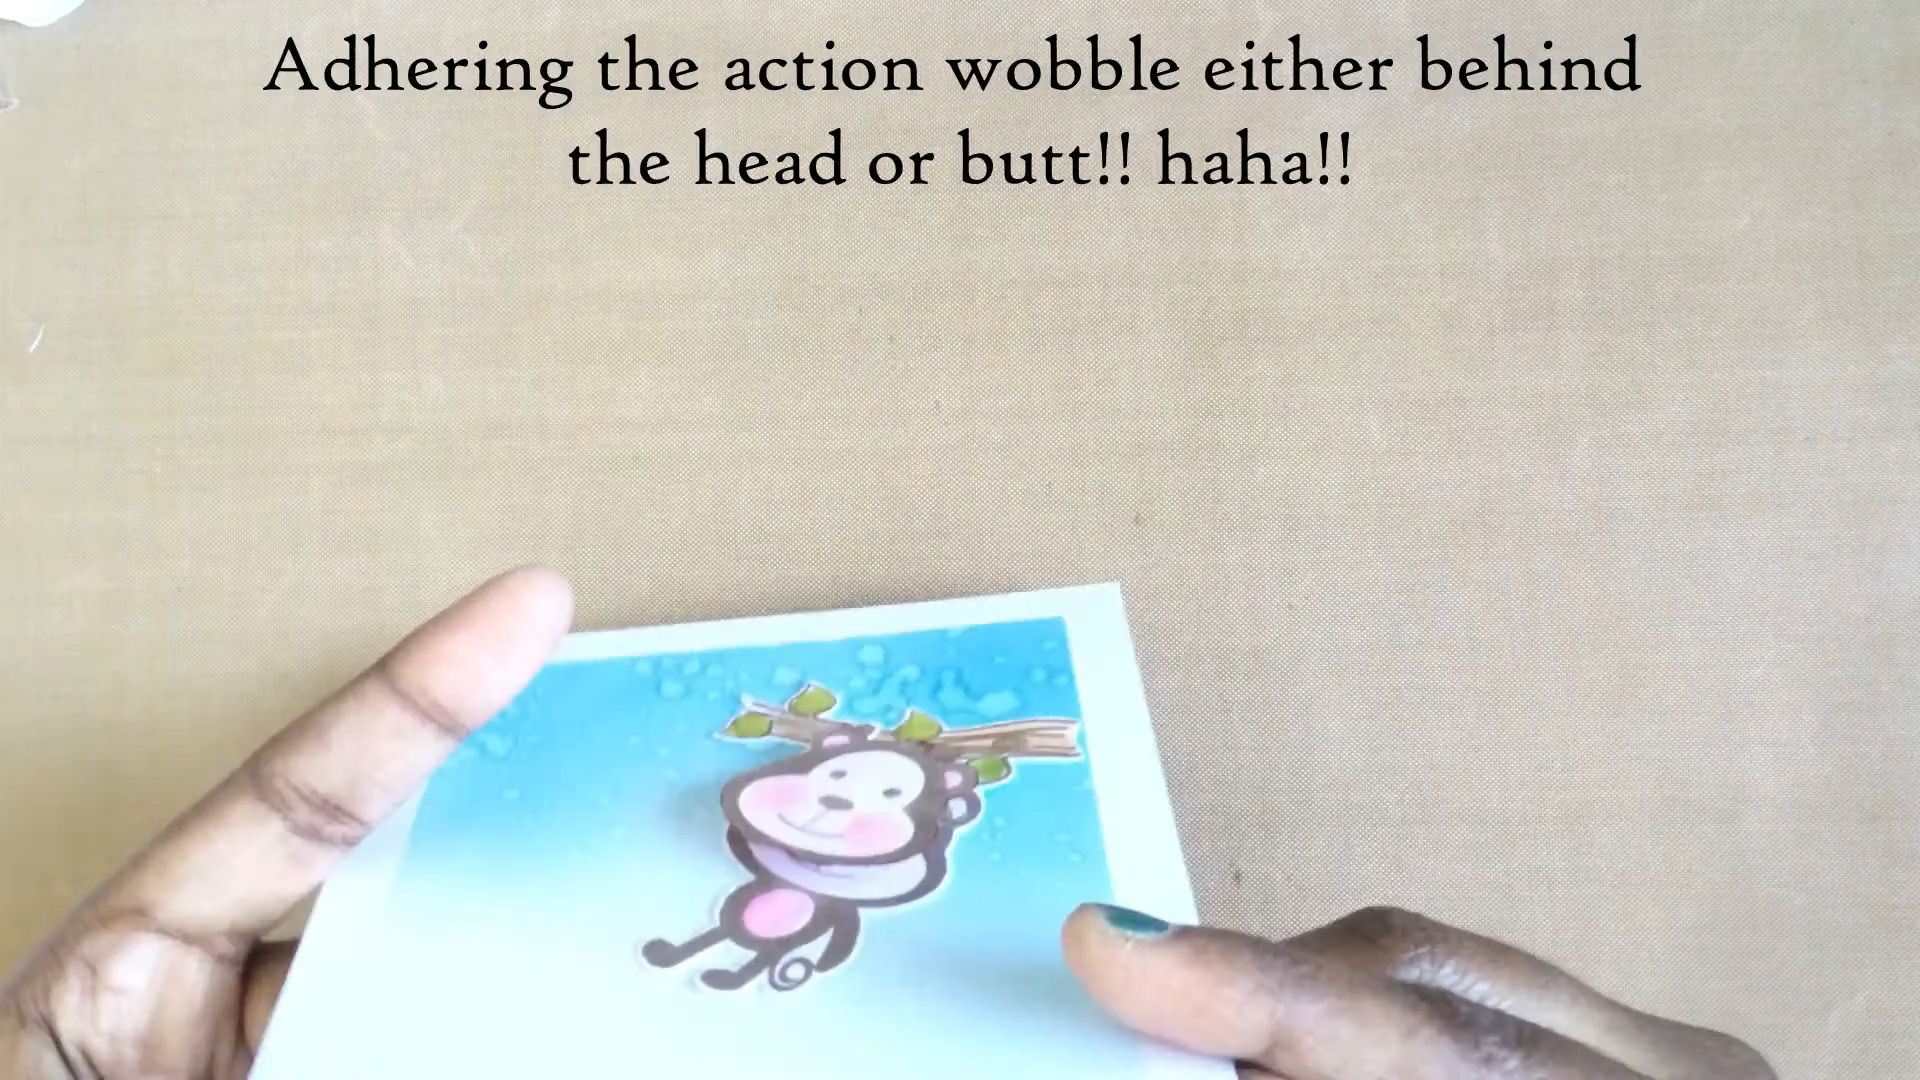 Adhering the action wobble either behind
the head or butt!! haha!!